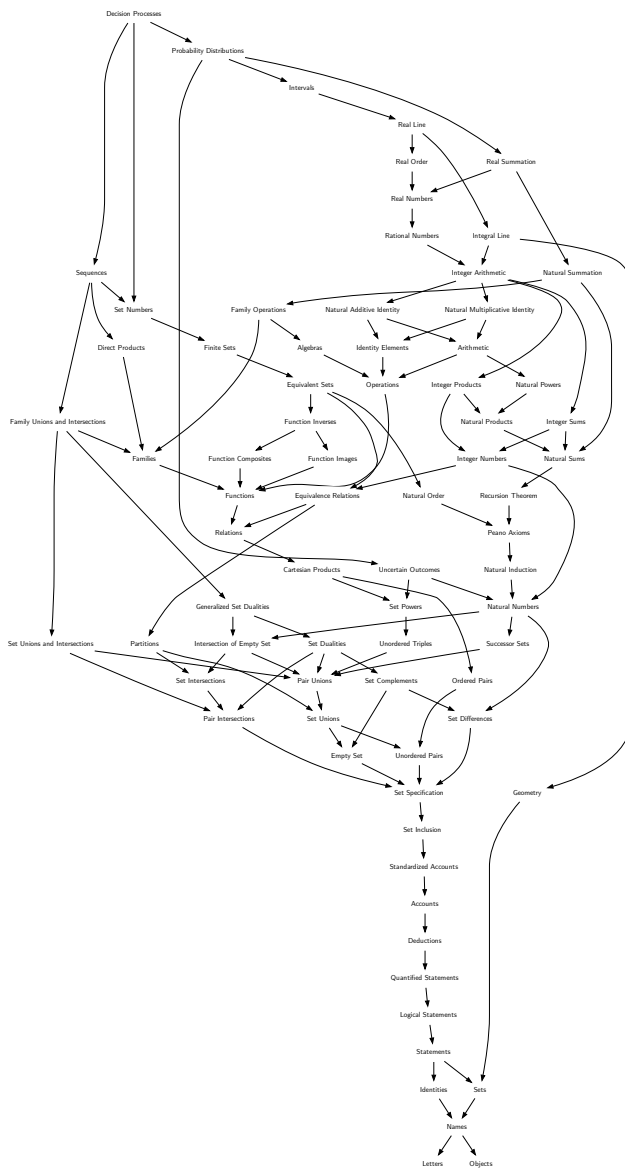 Decision Processes
Probability Distributions
Intervals
Real Line
Real Order
Real Summation
Real Numbers
Rational Numbers
Integral Line
Sequences
Integer Arithmetic
Natural Summation
Set Numbers
Family Operations
Natural Additive Identity
Natural Multiplicative Identity
Direct Products
Finite Sets
Algebras
Identity Elements
Arithmetic
Equivalent Sets
Operations
Integer Products
Natural Powers
Family Unions and Intersections
Function Inverses
Natural Products
Integer Sums
Families
Function Composites
Function Images
Integer Numbers
Natural Sums
Functions
Equivalence Relations
Natural Order
Recursion Theorem
Relations
Peano Axioms
Cartesian Products
Uncertain Outcomes
Natural Induction
Generalized Set Dualities
Set Powers
Natural Numbers
Set Unions and Intersections
Partitions
Intersection of Empty Set
Set Dualities
Unordered Triples
Successor Sets
Set Intersections
Pair Unions
Set Complements
Ordered Pairs
Pair Intersections
Set Unions
Set Differences
Empty Set
Unordered Pairs
Set Specification
Geometry
Set Inclusion
Standardized Accounts
Accounts
Deductions
Quantified Statements
Logical Statements
Statements
Identities
Sets
Names
Letters
Objects